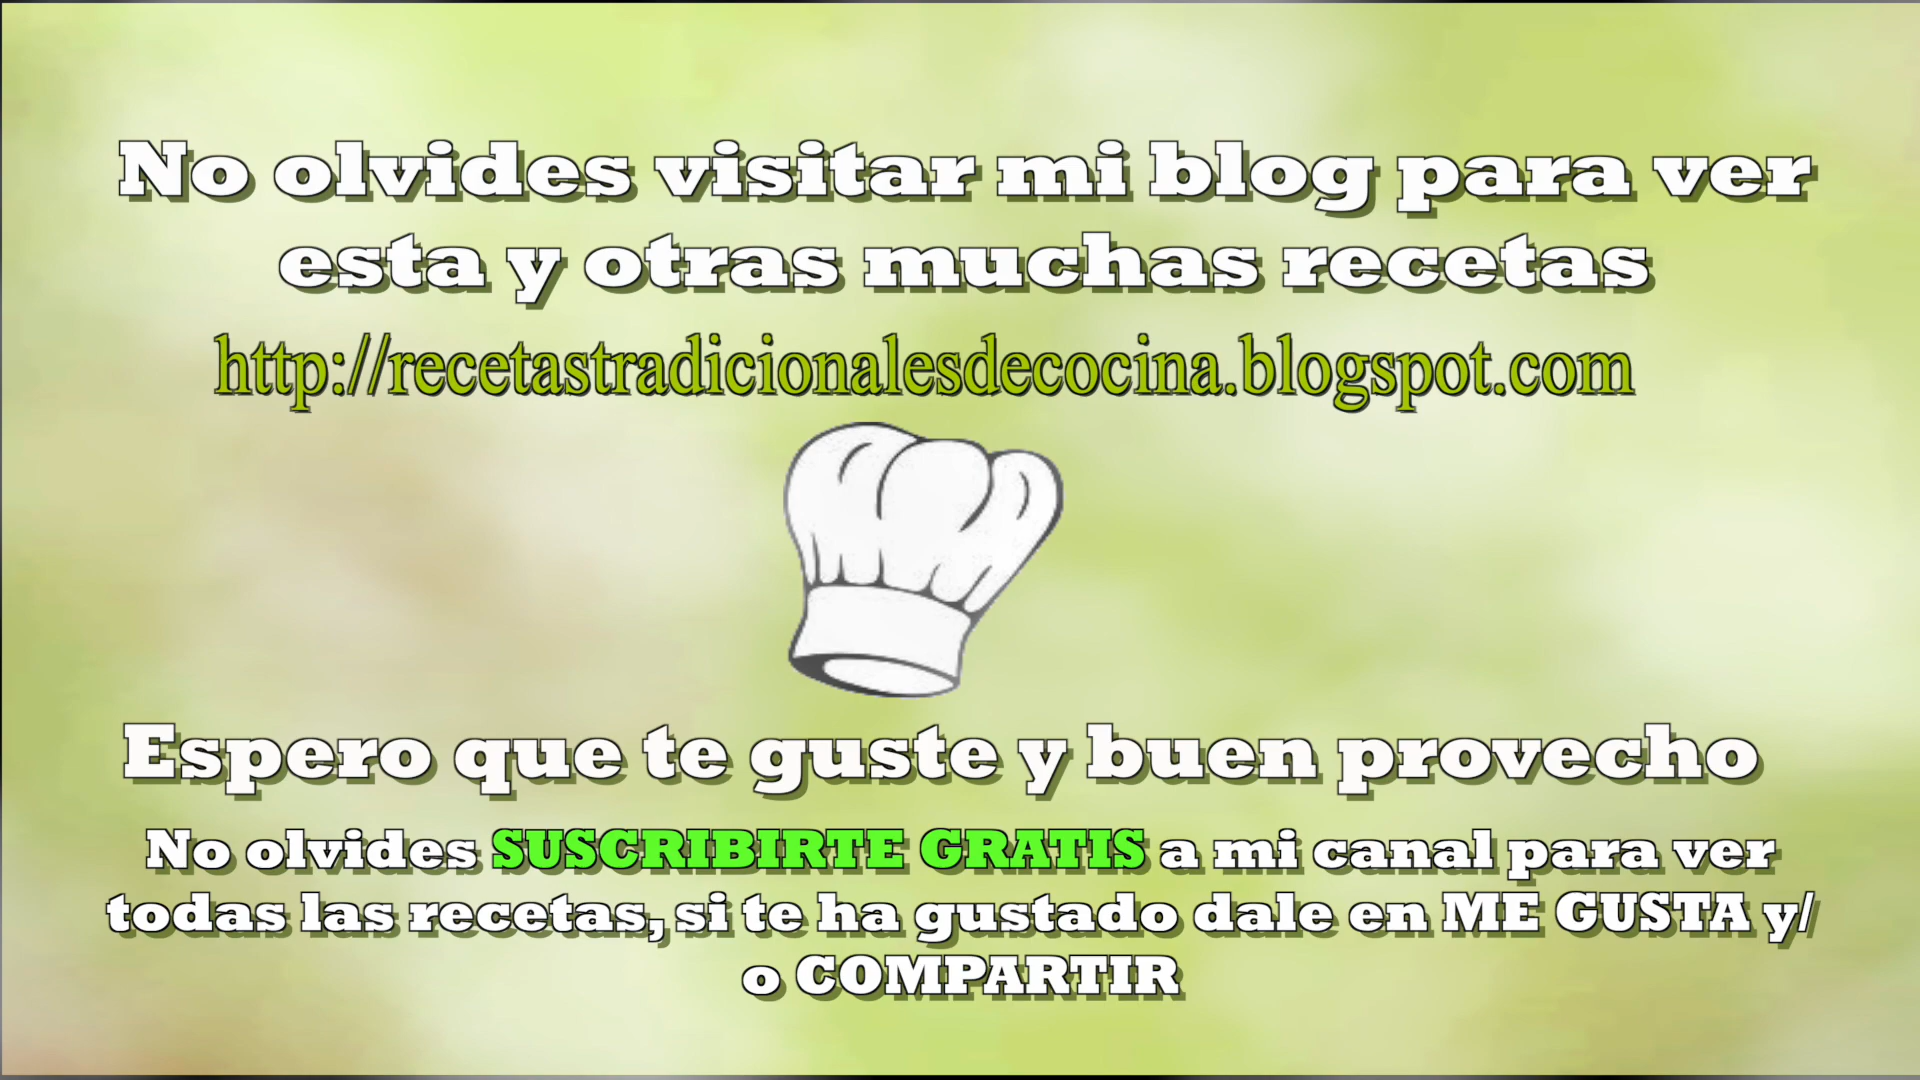 No olvides visitar mi blog para ver
esta y otras muchas recetas
http://recetastradicionalesdecocina.blogspot.com
Espero que te guste y buen provecho
No olvides SUSCRIBIRTE GRATIS a mi canal para ver
todas las recetas, si te ha gustado dale en ME GUSTA y/
o COMPARTIR